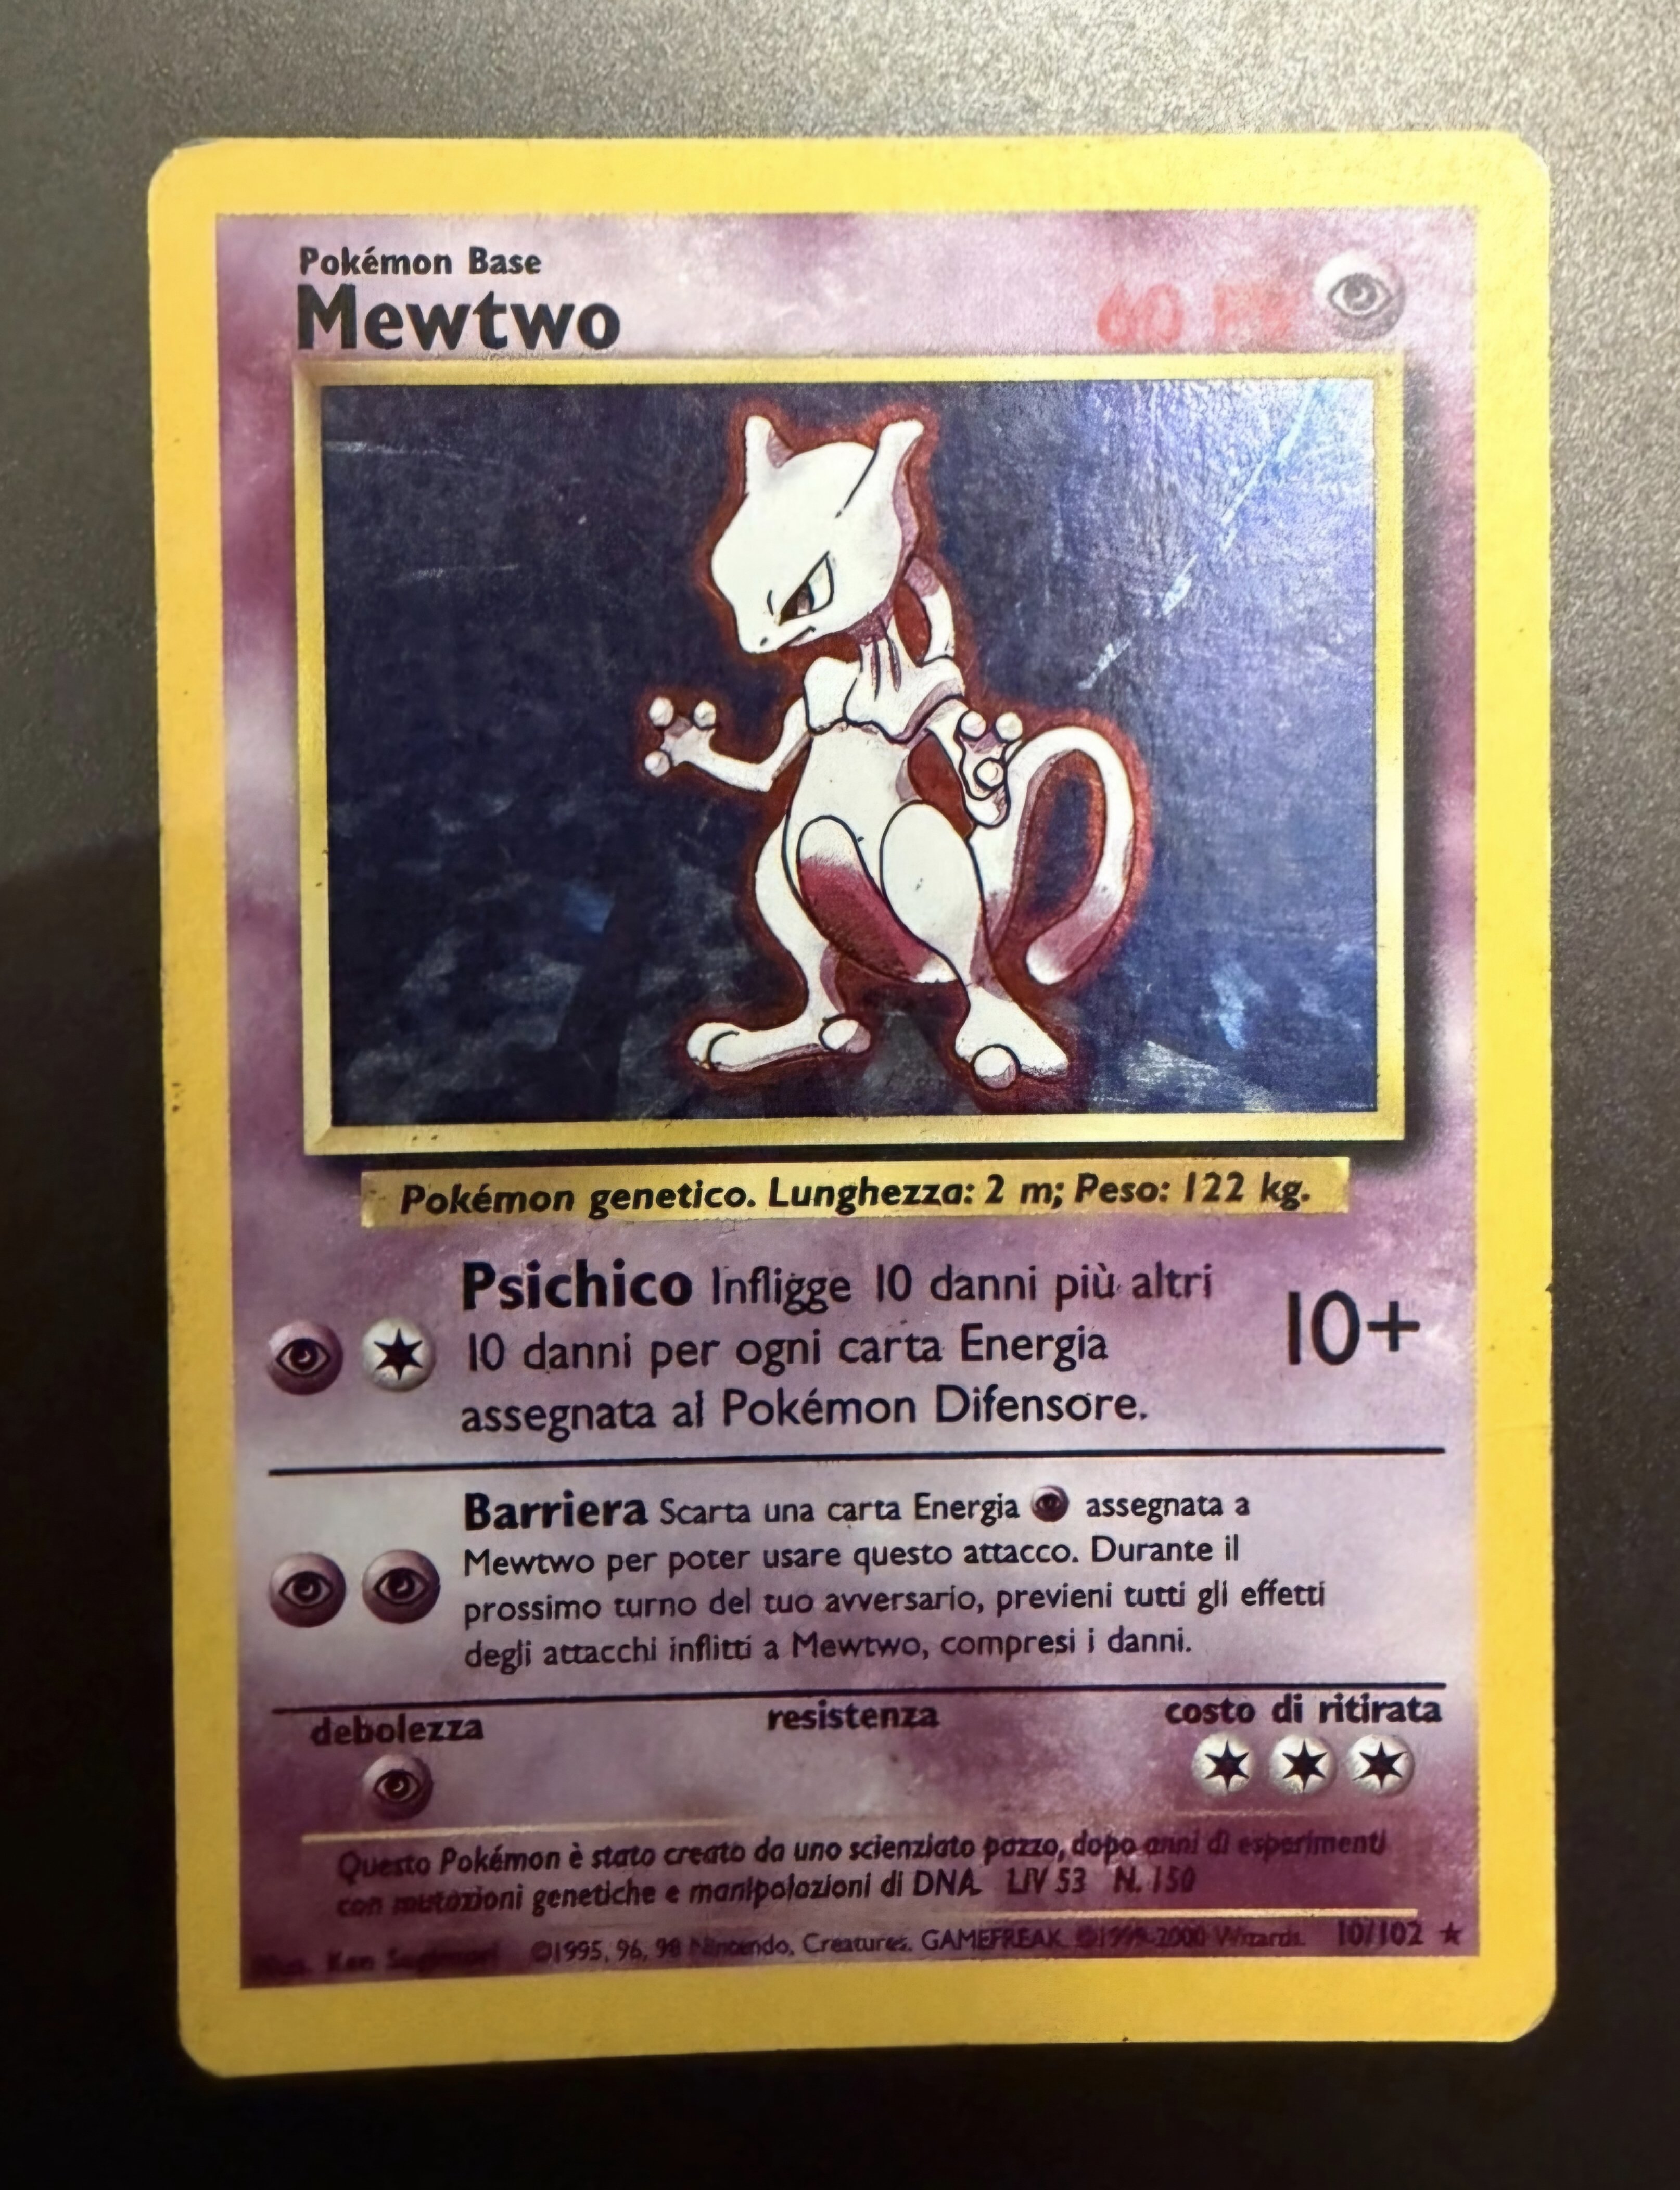 Pokémon Base
Mewtwo 60
Pokémon genetico. Lunghezza: 2 m; Peso: 122 kg.
Psichico Infligge 10 danni più altri
10 danni per ogni carta Energia
assegnata al Pokémon Difensore.
10+
Barriera Scarta una carta Energia assegnata a
Mewtwo per poter usare questo attacco. Durante il
prossimo turno del tuo avversario, previeni tutti gli effetti
degli attacchi inflitti a Mewtwo, compresi i danni.
debolezza resistenza costo di ritirata
Questo Pokémon è stato creato da uno scienziato pazzo, dopo anni di esperimenti
con mutazioni genetiche e manipolazioni di DNA. LIV 53 N. 150
Ken Sugimori ©1995, 96, 98 Nintendo, Creatures, GAMEFREAK. ©1999-2000 Wizards. 10/102 ★